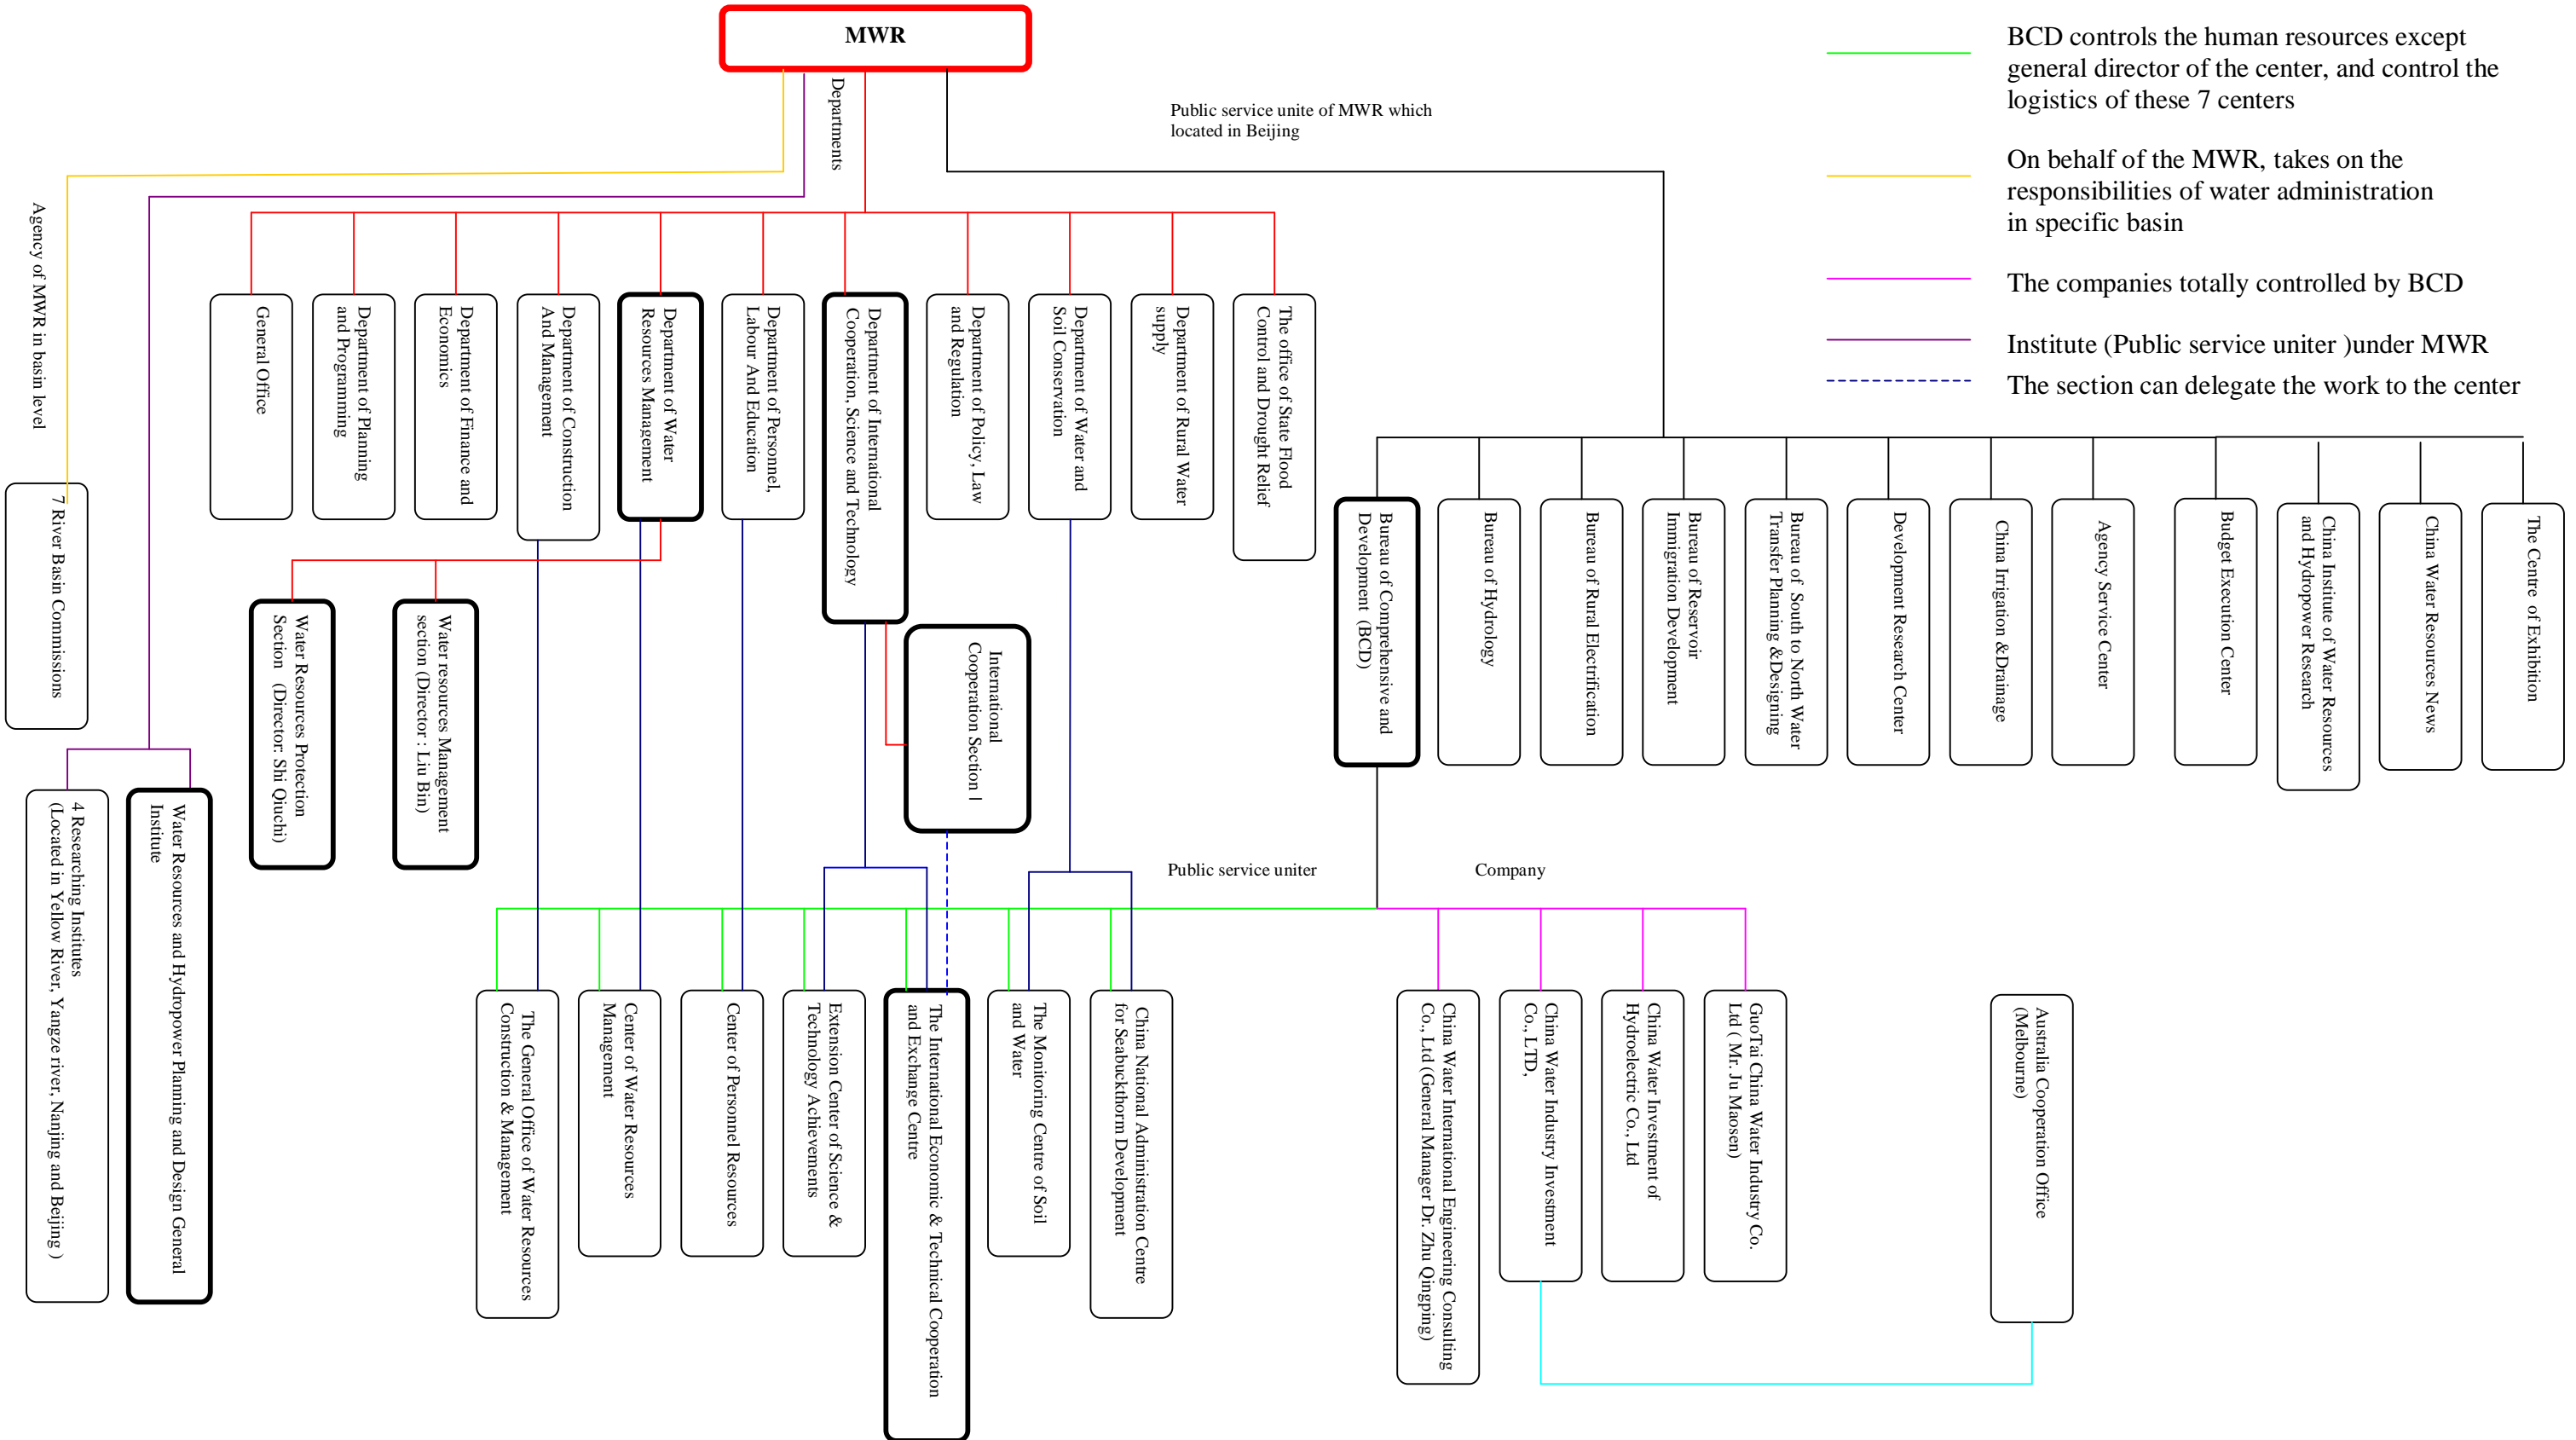 MWR
Departments
Public service unite of MWR which
located in Beijing
Agency of MWR in basin level
BCD controls the human resources except
general director of the center, and control the
logistics of these 7 centers
On behalf of the MWR, takes on the
responsibilities of water administration
in specific basin
The companies totally controlled by BCD
Institute (Public service uniter )under MWR
The section can delegate the work to the center
General Office
Department of Planning
and Programming
Department of Finance and
Economics
Department of Construction
And Management
Department of Water
Resources Management
Department of Personnel,
Labour And Education
Department of International
Cooperation, Science and Technology
Department of Policy, Law
and Regulation
Department of Water and
Soil Conservation
Department of Rural Water
supply
The office of State Flood
Control and Drought Relief
7 River Basin Commissions
Bureau of Comprehensive and
Development (BCD)
Bureau of Hydrology
Bureau of Rural Electrification
Bureau of Reservoir
Immigration Development
Bureau of South to North Water
Transfer Planning &Designing
Development Research Center
China Irrigation &Drainage
Agency Service Center
Budget Execution Center
China Institute of Water Resources
and Hydropower Research
China Water Resources News
The Centre of Exhibition
Water Resources Protection
Section (Director: Shi Qiuchi)
Water resources Management
section (Director : Liu Bin)
International
Cooperation Section I
4 Researching Institutes
(Located in Yellow River, Yangze river, Nanjing and Beijing )
Water Resources and Hydropower Planning and Design General
Institute
Public service uniter
Company
The General Office of Water Resources
Construction & Management
Center of Water Resources
Management
Center of Personnel Resources
Extension Center of Science &
Technology Achievements
The International Economic & Technical Cooperation
and Exchange Centre
The Monitoring Centre of Soil
and Water
China National Administration Centre
for Seabuckthorm Development
China Water International Engineering Consulting
Co., Ltd (General Manager Dr. Zhu Qingping)
China Water Industry Investment
Co., LTD,
China Water Investment of
Hydroelectric Co., Ltd
GuoTai China Water Industry Co.
Ltd ( Mr. Ju Maosen)
Australia Cooperation Office
(Melbourne)